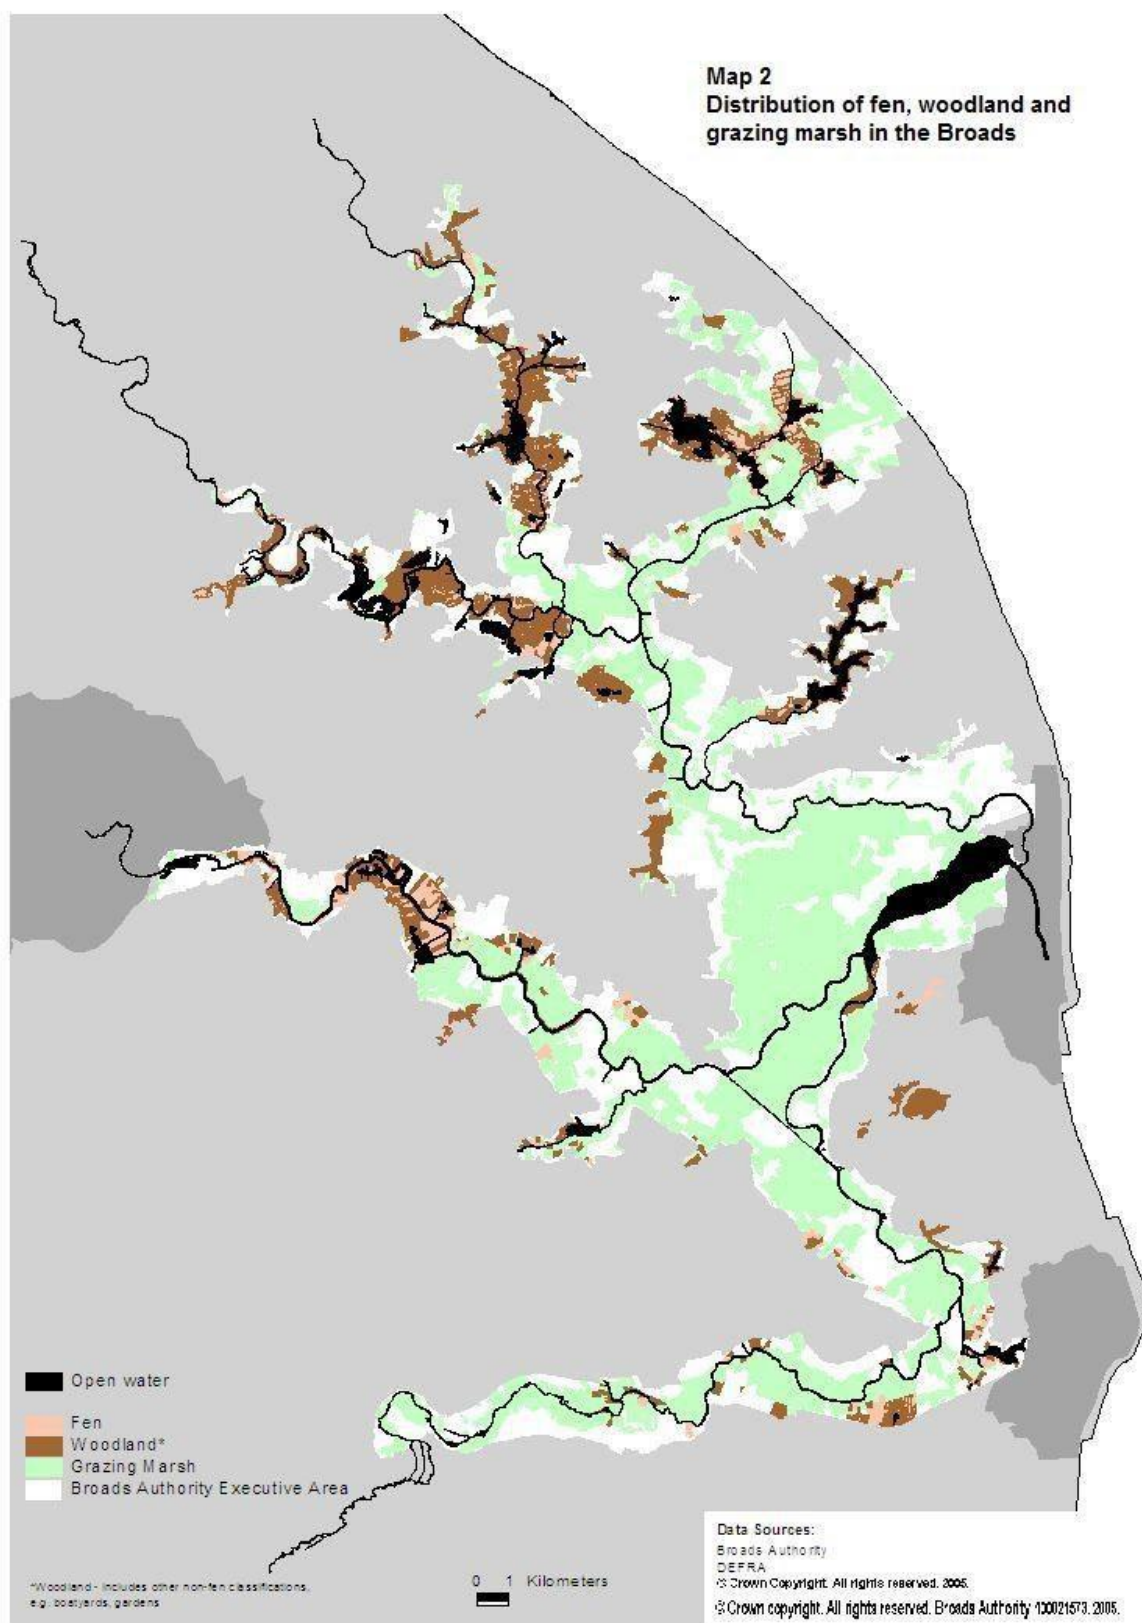 Map 2
Distribution of fen, woodland and
grazing marsh in the Broads
Open water
Fen
Woodland*
Grazing Marsh
Broads Authority Executive Area
*Woodland - includes other non-fen classifications,
e.g. boatyards, gardens
0 1 Kilometers
Data Sources:
Broads Authority
DEFRA
© Crown Copyright. All rights reserved. 2005.
© Crown copyright. All rights reserved. Broads Authority 100021573. 2005.